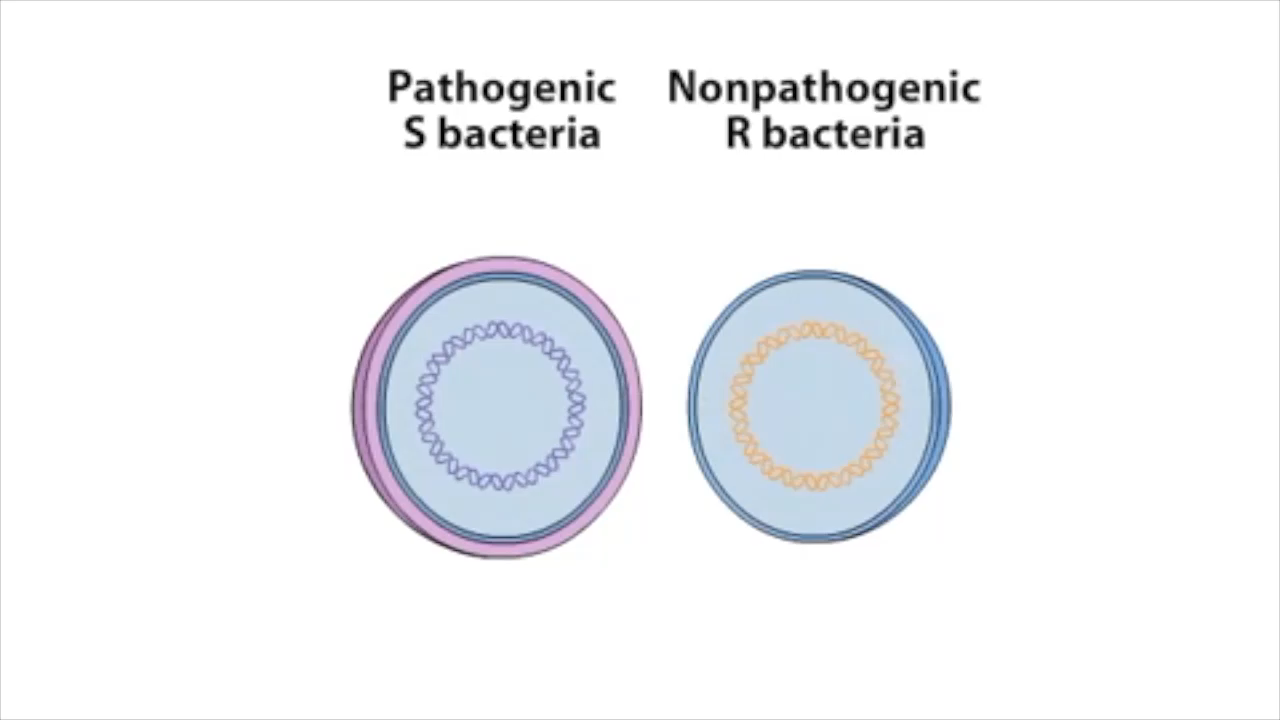 Pathogenic
S bacteria
Nonpathogenic
R bacteria